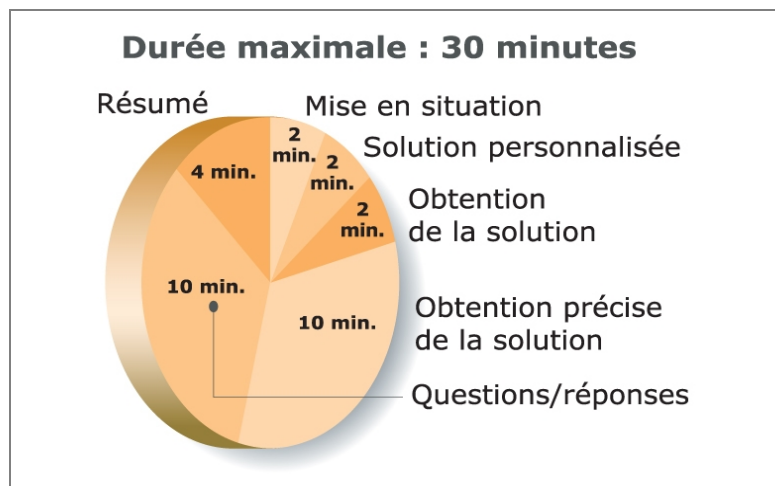 Durée maximale : 30 minutes
Résumé
Mise en situation
2
min.
Solution personnalisée
2
min.
4 min.
Obtention
de la solution
2
min.
10 min.
Obtention précise
de la solution
10 min.
Questions/réponses